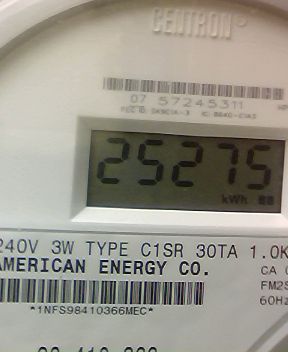 CENTRON
07 57245311
25275
kWh
240V 3W TYPE C1SR 30TA 1.0K
AMERICAN ENERGY CO.
CA
FM2S
60Hz
*1NFS98410366MEC*